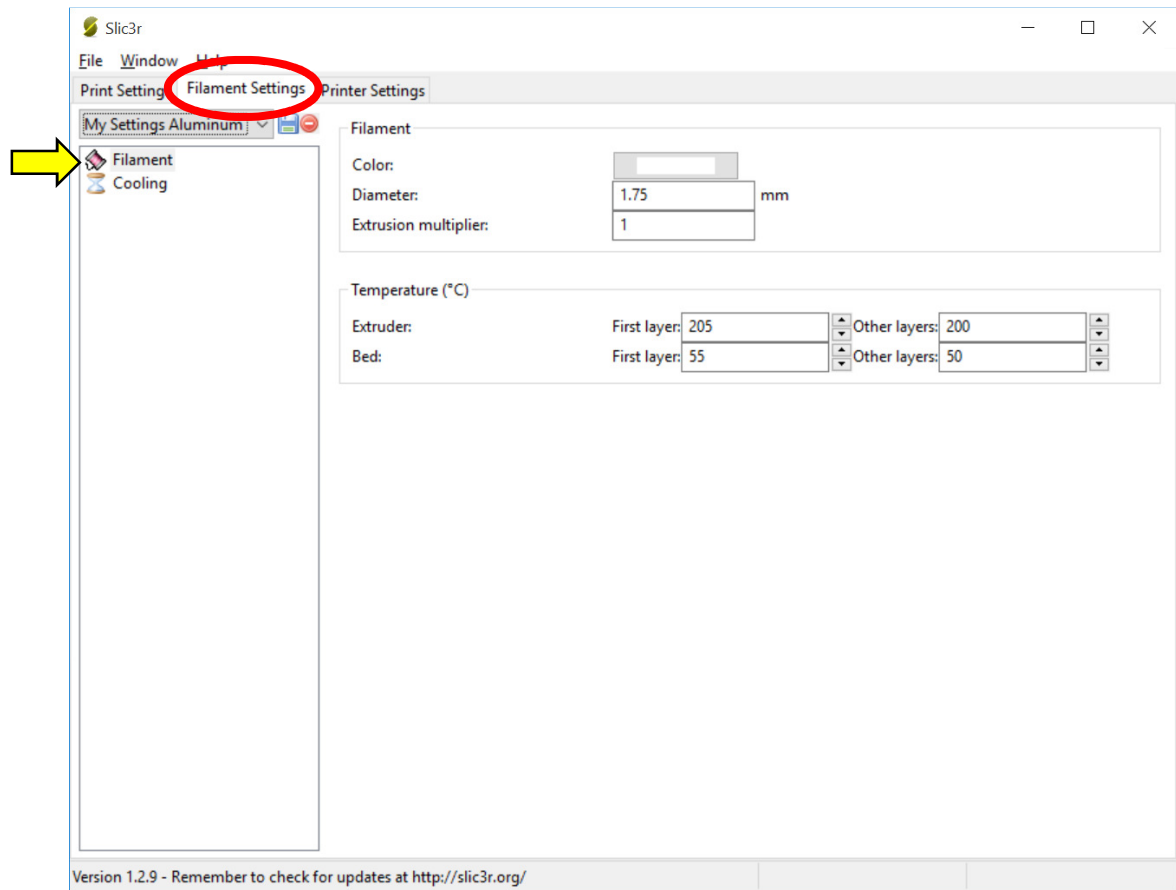 Slic3r
File Window Help
Print Setting Filament Settings Printer Settings
My Settings Aluminum
Filament
Cooling
Filament
Color:
Diameter: 1.75 mm
Extrusion multiplier: 1
Temperature (°C)
Extruder: First layer: 205 Other layers: 200
Bed: First layer: 55 Other layers: 50
Version 1.2.9 - Remember to check for updates at http://slic3r.org/